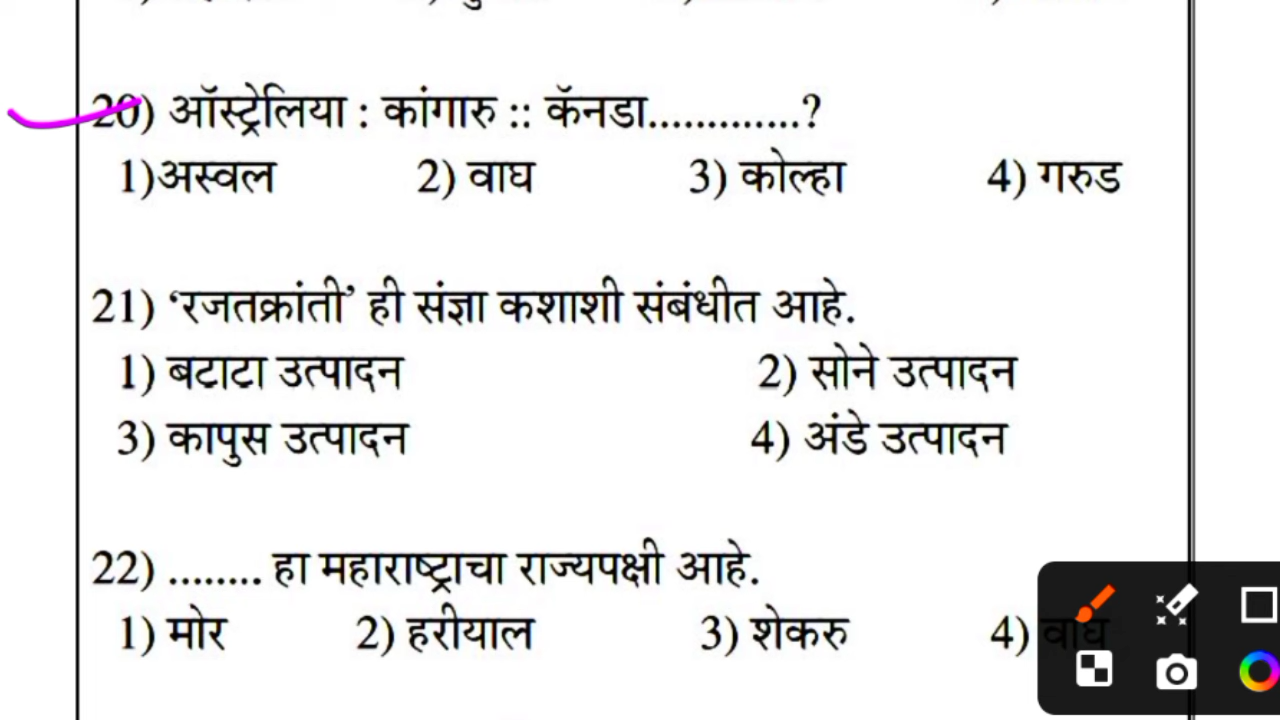 20) ऑस्ट्रेलिया : कांगारु :: कॅनडा.............?
1)अस्वल 2) वाघ 3) कोल्हा 4) गरुड
21) ‘रजतक्रांती’ ही संज्ञा कशाशी संबंधीत आहे.
1) बटाटा उत्पादन 2) सोने उत्पादन
3) कापुस उत्पादन 4) अंडे उत्पादन
22) ........ हा महाराष्ट्राचा राज्यपक्षी आहे.
1) मोर 2) हरीयाल 3) शेकरु 4) वाघ